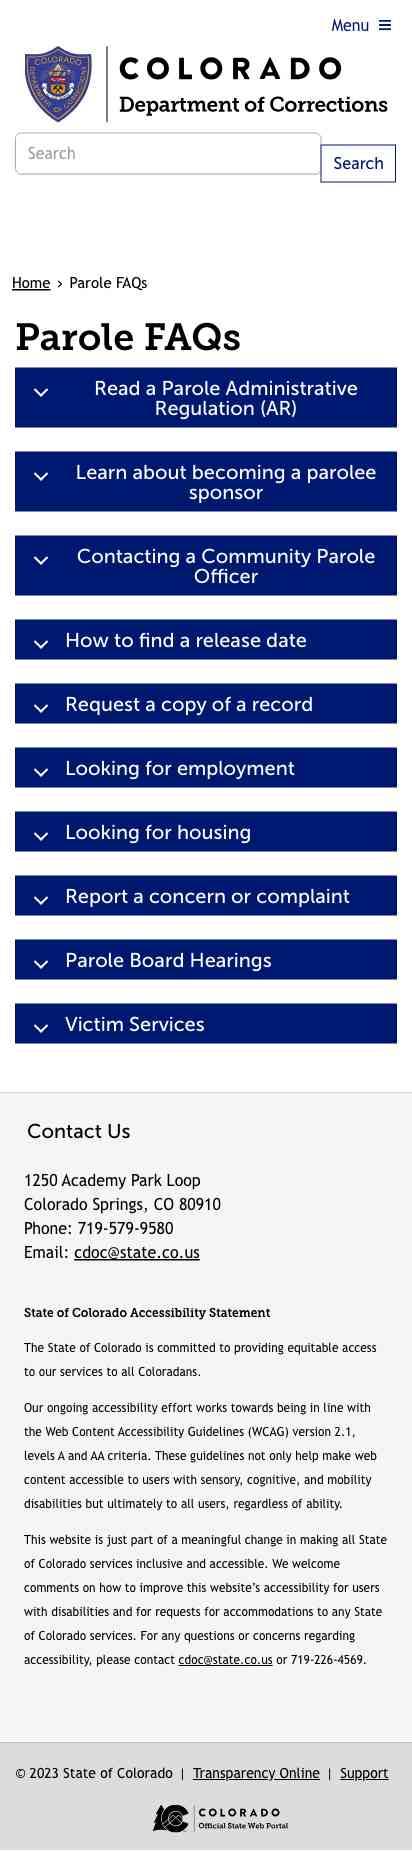 Menu
COLORADO
Department of Corrections
Search
Search
Home › Parole FAQs
Parole FAQs
Read a Parole Administrative
Regulation (AR)
Learn about becoming a parolee
sponsor
Contacting a Community Parole
Officer
How to find a release date
Request a copy of a record
Looking for employment
Looking for housing
Report a concern or complaint
Parole Board Hearings
Victim Services
Contact Us
1250 Academy Park Loop
Colorado Springs, CO 80910
Phone: 719-579-9580
Email: cdoc@state.co.us
State of Colorado Accessibility Statement
The State of Colorado is committed to providing equitable access
to our services to all Coloradans.
Our ongoing accessibility effort works towards being in line with
the Web Content Accessibility Guidelines (WCAG) version 2.1,
levels A and AA criteria. These guidelines not only help make web
content accessible to users with sensory, cognitive, and mobility
disabilities but ultimately to all users, regardless of ability.
This website is just part of a meaningful change in making all State
of Colorado services inclusive and accessible. We welcome
comments on how to improve this website’s accessibility for users
with disabilities and for requests for accommodations to any State
of Colorado services. For any questions or concerns regarding
accessibility, please contact cdoc@state.co.us or 719-226-4569.
© 2023 State of Colorado | Transparency Online | Support
COLORADO
Official State Web Portal